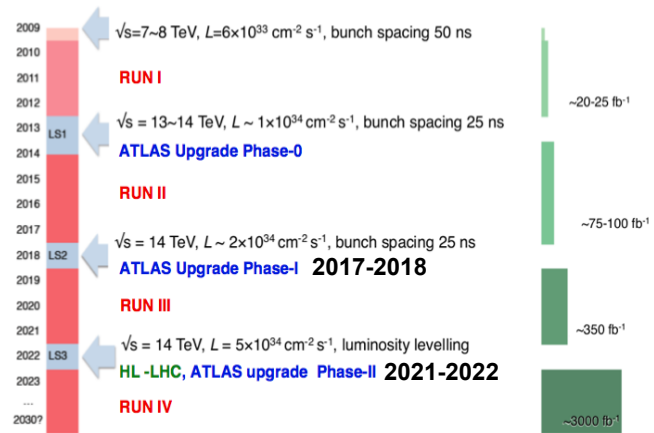 2009
√s=7~8 TeV, L=6×10³³ cm⁻² s⁻¹, bunch spacing 50 ns
2010
2011
RUN I
2012
~20-25 fb⁻¹
2013
√s = 13~14 TeV, L ~ 1×10³⁴ cm⁻² s⁻¹, bunch spacing 25 ns
LS1
2014
ATLAS Upgrade Phase-0
2015
RUN II
2016
2017
~75-100 fb⁻¹
√s = 14 TeV, L ~ 2×10³⁴ cm⁻² s⁻¹, bunch spacing 25 ns
2018
LS2
ATLAS Upgrade Phase-I 2017-2018
2019
2020
RUN III
2021
~350 fb⁻¹
√s = 14 TeV, L = 5×10³⁴ cm⁻² s⁻¹, luminosity levelling
2022
LS3
HL -LHC, ATLAS upgrade Phase-II 2021-2022
2023
...
RUN IV
2030?
~3000 fb⁻¹